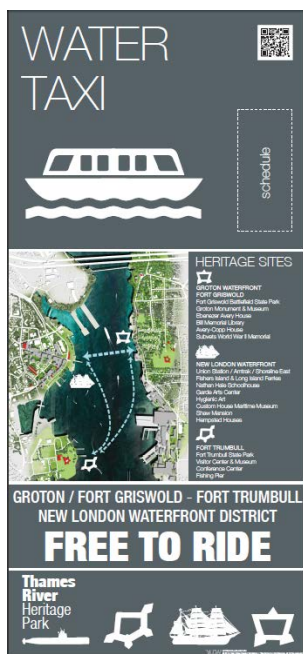 WATER
TAXI
schedule
HERITAGE SITES
GROTON WATERFRONT
FORT GRISWOLD
Fort Griswold Battlefield State Park
Groton Monument & Museum
Ebenezer Avery House
Bill Memorial Library
Avery-Copp House
Subvets World War II Memorial
NEW LONDON WATERFRONT
Union Station / Amtrak / Shoreline East
Fishers Island & Long Island Ferries
Nathan Hale Schoolhouse
Garde Arts Center
Hygienic Art
Custom House Maritime Museum
Shaw Mansion
Hempsted Houses
FORT TRUMBULL
Fort Trumbull State Park
Visitor Center & Museum
Conference Center
Fishing Pier
GROTON / FORT GRISWOLD - FORT TRUMBULL
NEW LONDON WATERFRONT DISTRICT
FREE TO RIDE
Thames
River
Heritage
Park